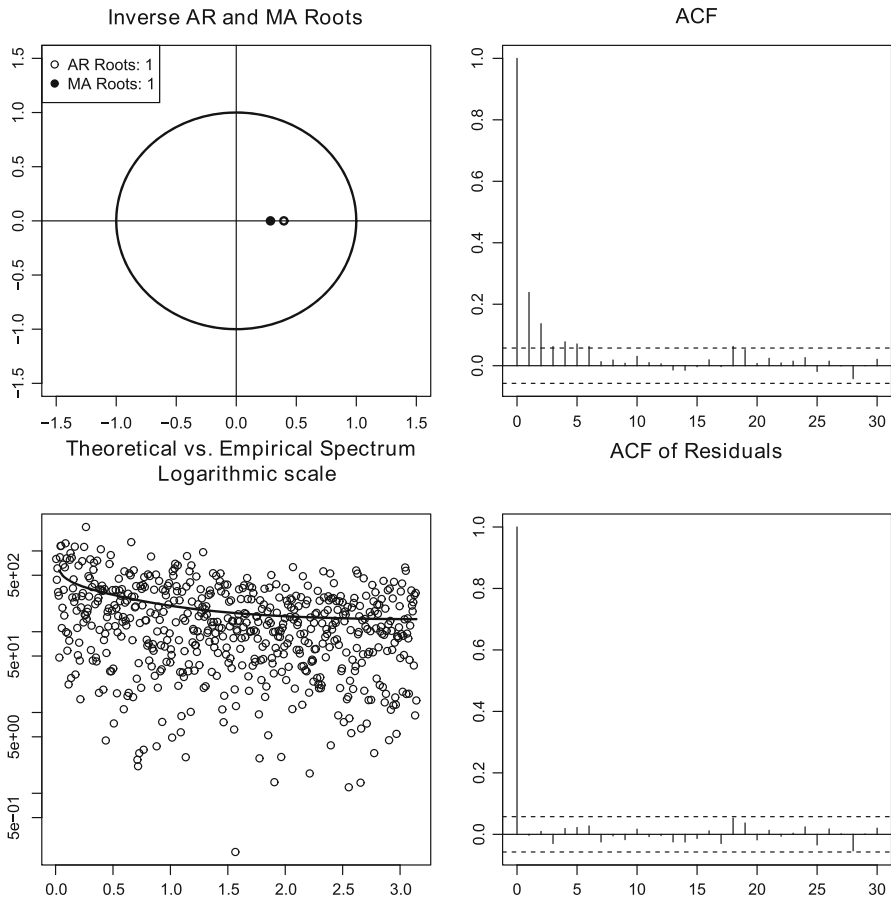 Inverse AR and MA Roots
AR Roots: 1
MA Roots: 1
1.5
1.0
0.5
0.0
−0.5
−1.0
−1.5
−1.5 −1.0 −0.5 0.0 0.5 1.0 1.5
ACF
1.0
0.8
0.6
0.4
0.2
0.0
0 5 10 15 20 25 30
Theoretical vs. Empirical Spectrum
Logarithmic scale
5e+02
5e+01
5e+00
5e−01
0.0 0.5 1.0 1.5 2.0 2.5 3.0
ACF of Residuals
1.0
0.8
0.6
0.4
0.2
0.0
0 5 10 15 20 25 30